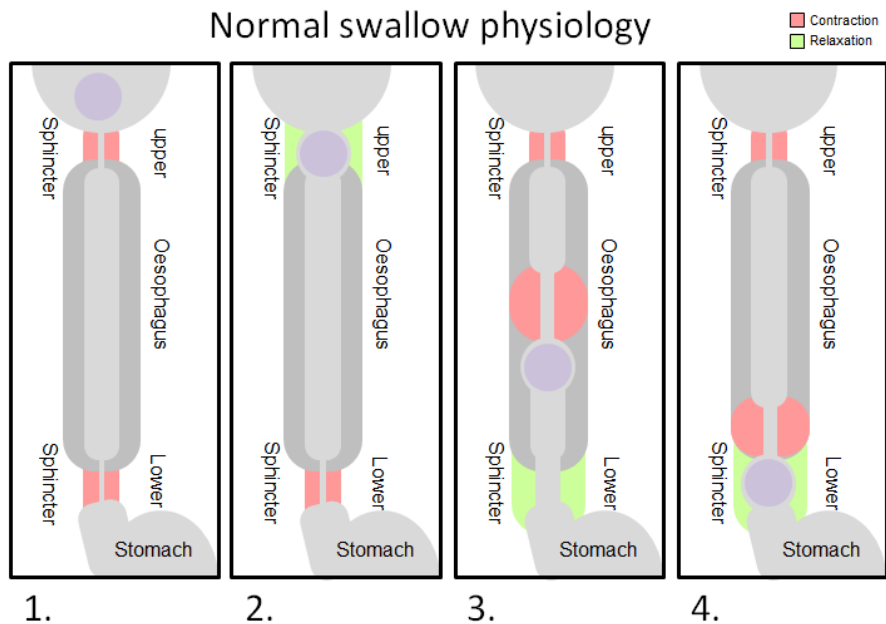 Normal swallow physiology
Contraction
Relaxation
Sphincter
upper
Oesophagus
Sphincter
Lower
Stomach
Sphincter
upper
Oesophagus
Sphincter
Lower
Stomach
Sphincter
upper
Oesophagus
Sphincter
Lower
Stomach
Sphincter
upper
Oesophagus
Sphincter
Lower
Stomach
1.
2.
3.
4.